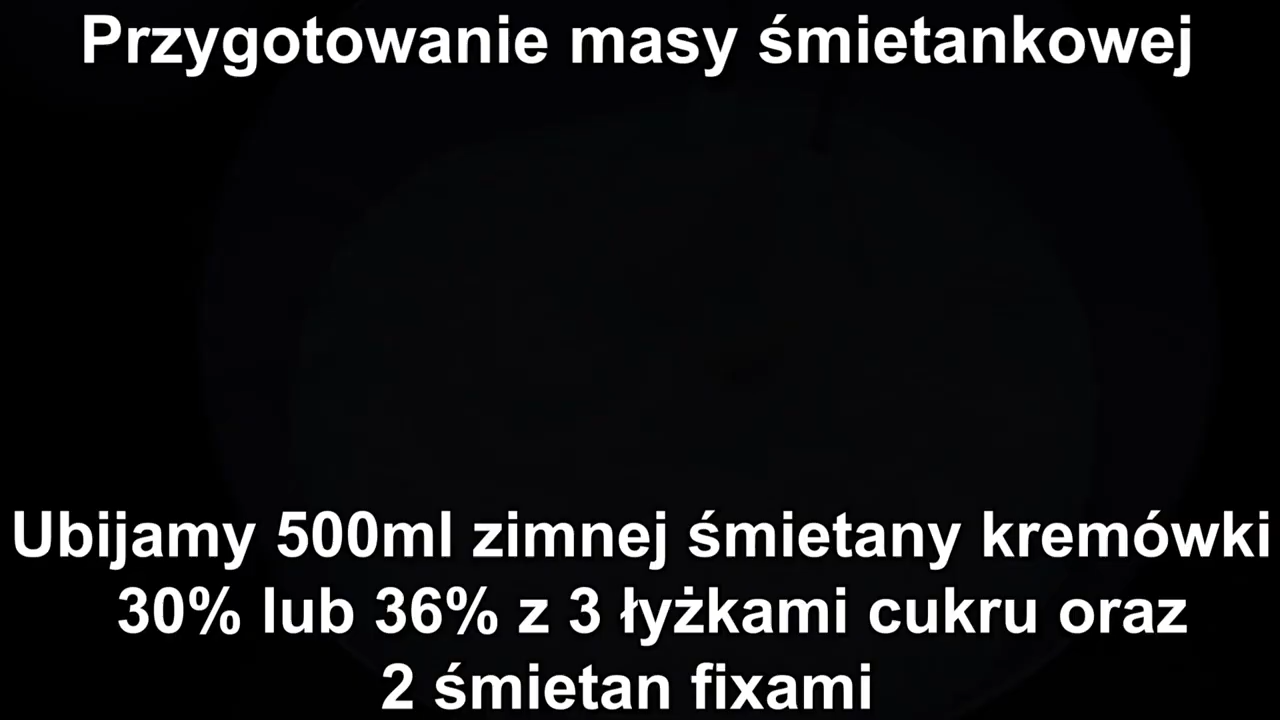 Przygotowanie masy śmietankowej
Ubijamy 500ml zimnej śmietany kremówki
30% lub 36% z 3 łyżkami cukru oraz
2 śmietan fixami